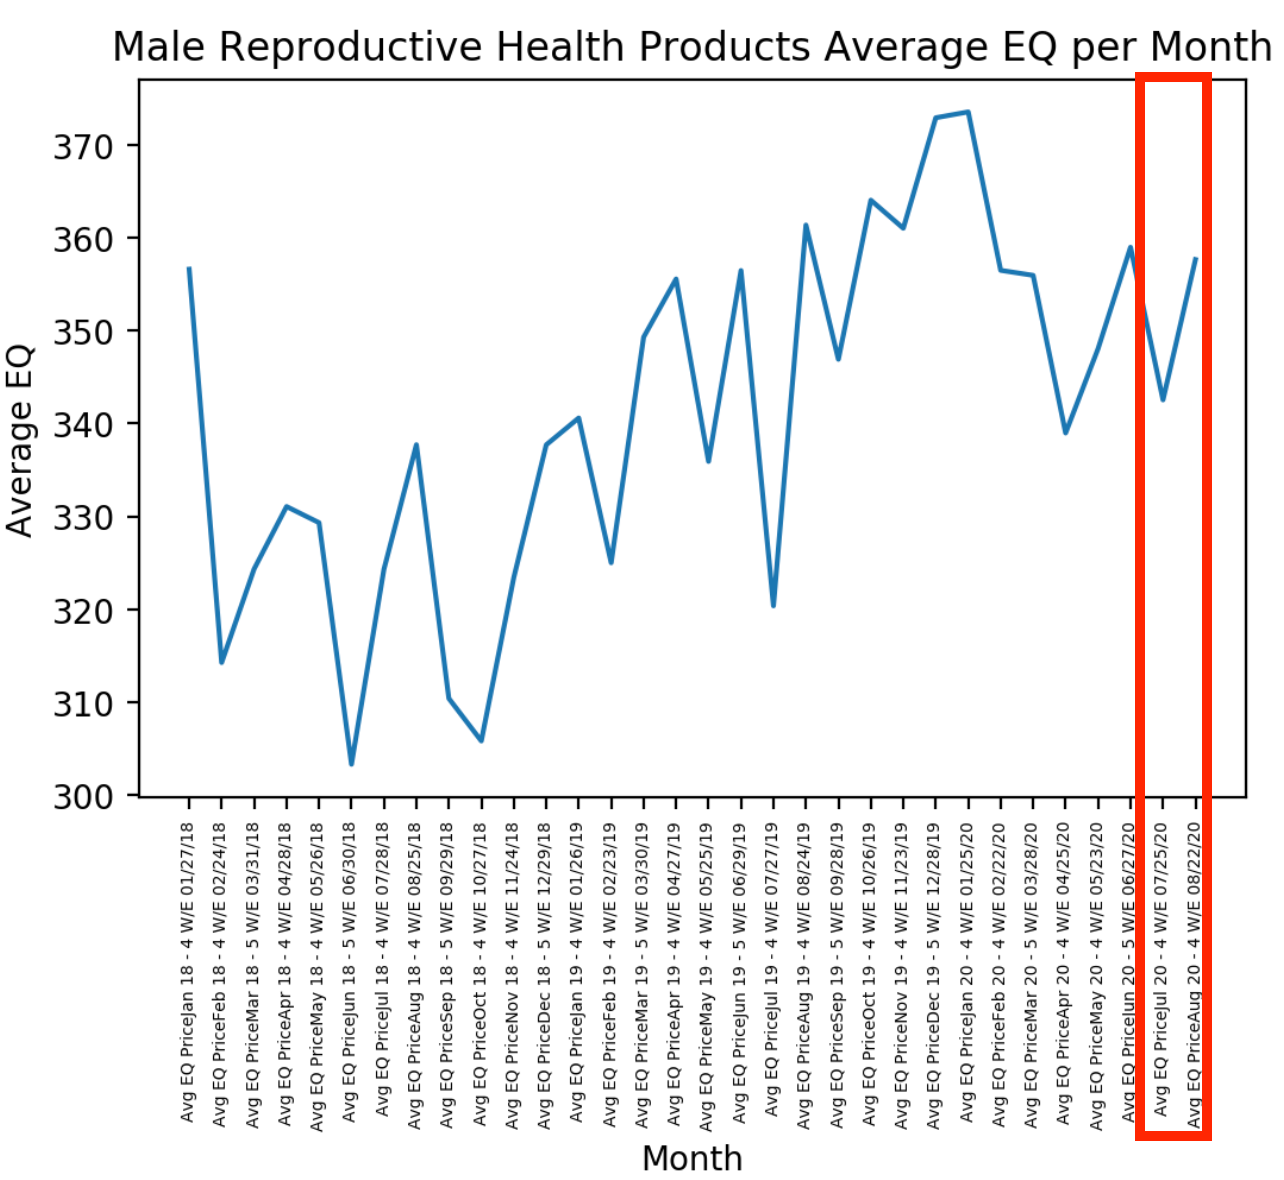 Male Reproductive Health Products Average EQ per Month
Average EQ
370
360
350
340
330
320
310
300
Avg EQ PriceJan 18 - 4 W/E 01/27/18
Avg EQ PriceFeb 18 - 4 W/E 02/24/18
Avg EQ PriceMar 18 - 5 W/E 03/31/18
Avg EQ PriceApr 18 - 4 W/E 04/28/18
Avg EQ PriceMay 18 - 4 W/E 05/26/18
Avg EQ PriceJun 18 - 5 W/E 06/30/18
Avg EQ PriceJul 18 - 4 W/E 07/28/18
Avg EQ PriceAug 18 - 4 W/E 08/25/18
Avg EQ PriceSep 18 - 5 W/E 09/29/18
Avg EQ PriceOct 18 - 4 W/E 10/27/18
Avg EQ PriceNov 18 - 4 W/E 11/24/18
Avg EQ PriceDec 18 - 5 W/E 12/29/18
Avg EQ PriceJan 19 - 4 W/E 01/26/19
Avg EQ PriceFeb 19 - 4 W/E 02/23/19
Avg EQ PriceMar 19 - 5 W/E 03/30/19
Avg EQ PriceApr 19 - 4 W/E 04/27/19
Avg EQ PriceMay 19 - 4 W/E 05/25/19
Avg EQ PriceJun 19 - 5 W/E 06/29/19
Avg EQ PriceJul 19 - 4 W/E 07/27/19
Avg EQ PriceAug 19 - 4 W/E 08/24/19
Avg EQ PriceSep 19 - 5 W/E 09/28/19
Avg EQ PriceOct 19 - 4 W/E 10/26/19
Avg EQ PriceNov 19 - 4 W/E 11/23/19
Avg EQ PriceDec 19 - 5 W/E 12/28/19
Avg EQ PriceJan 20 - 4 W/E 01/25/20
Avg EQ PriceFeb 20 - 4 W/E 02/22/20
Avg EQ PriceMar 20 - 5 W/E 03/28/20
Avg EQ PriceApr 20 - 4 W/E 04/25/20
Avg EQ PriceMay 20 - 4 W/E 05/23/20
Avg EQ PriceJun 20 - 5 W/E 06/27/20
Avg EQ PriceJul 20 - 4 W/E 07/25/20
Avg EQ PriceAug 20 - 4 W/E 08/22/20
Month